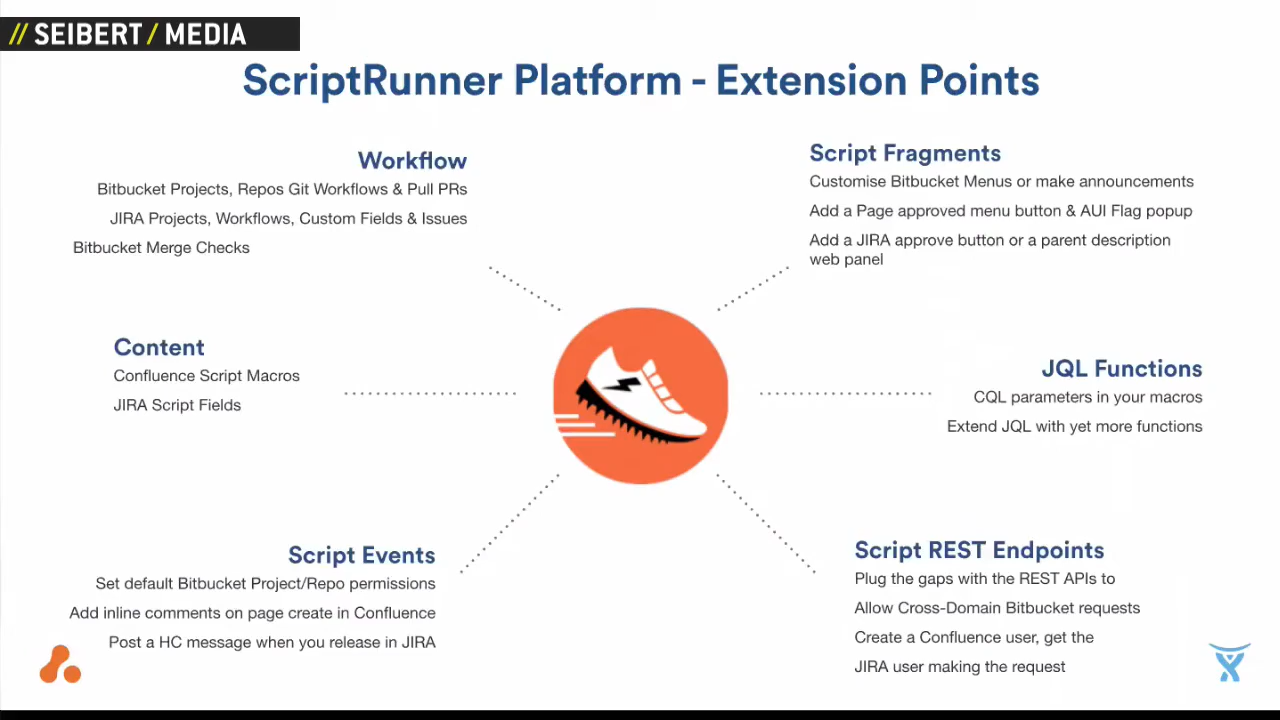 // SEIBERT / MEDIA
ScriptRunner Platform - Extension Points
Workflow
Bitbucket Projects, Repos Git Workflows & Pull PRs
JIRA Projects, Workflows, Custom Fields & Issues
Bitbucket Merge Checks
Script Fragments
Customise Bitbucket Menus or make announcements
Add a Page approved menu button & AUI Flag popup
Add a JIRA approve button or a parent description
web panel
Content
Confluence Script Macros
JIRA Script Fields
JQL Functions
CQL parameters in your macros
Extend JQL with yet more functions
Script Events
Set default Bitbucket Project/Repo permissions
Add inline comments on page create in Confluence
Post a HC message when you release in JIRA
Script REST Endpoints
Plug the gaps with the REST APIs to
Allow Cross-Domain Bitbucket requests
Create a Confluence user, get the
JIRA user making the request